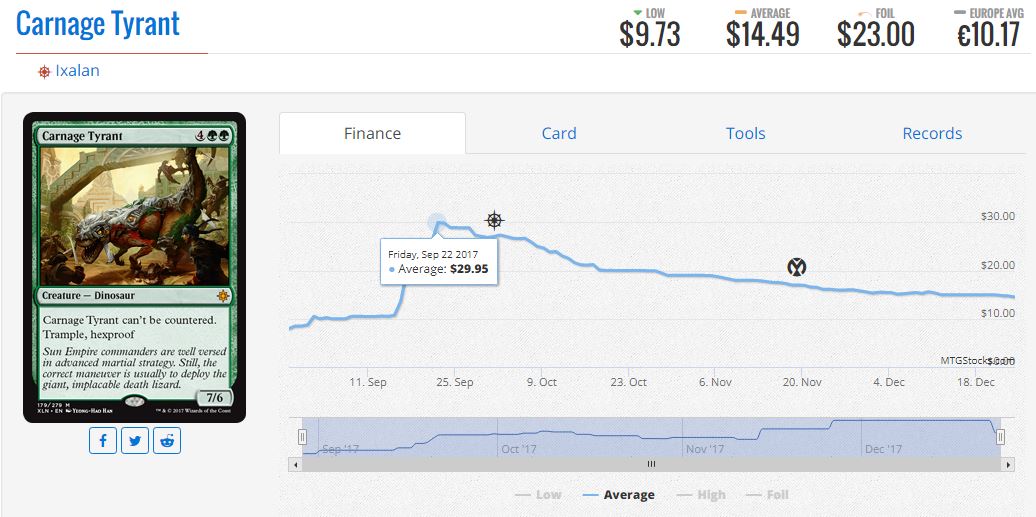 Carnage Tyrant
LOW
$9.73
AVERAGE
$14.49
FOIL
$23.00
EUROPE AVG
€10.17
Ixalan
Carnage Tyrant 4
Creature — Dinosaur
Carnage Tyrant can't be countered.
Trample, hexproof
Sun Empire commanders are well versed
in advanced martial strategy. Still, the
correct maneuver is usually to deploy the
giant, implacable death lizard.
7/6
179/279 M
XLN • EN Yeong-Hao Han
™ & © 2017 Wizards of the Coast
Finance
Card
Tools
Records
$30.00
$20.00
$10.00
$0.00
Friday, Sep 22 2017
Average: $29.95
MTGStocks.com
11. Sep
25. Sep
9. Oct
23. Oct
6. Nov
20. Nov
4. Dec
18. Dec
Sep '17
Oct '17
Nov '17
Dec '17
Low
Average
High
Foil